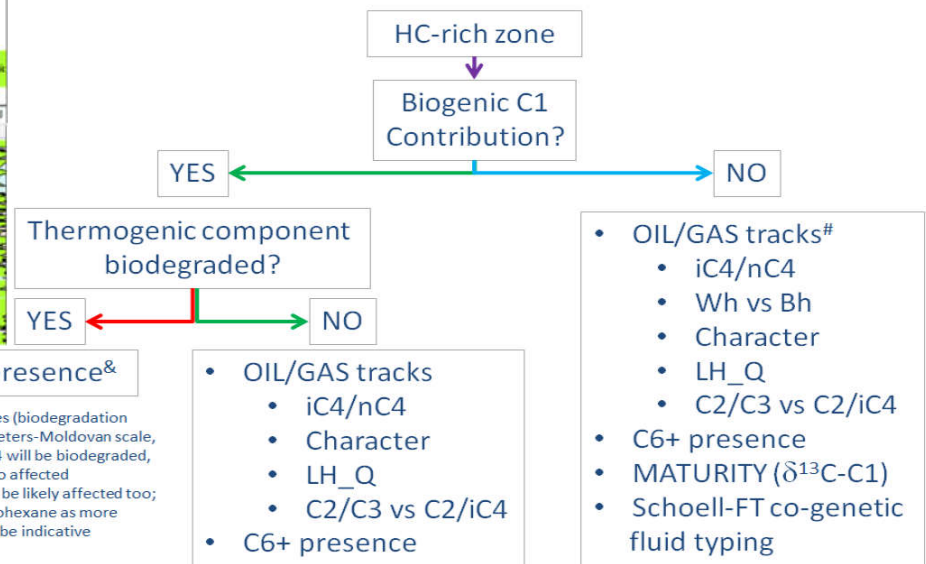 HC-rich zone
Biogenic C1
Contribution?
YES
NO
Thermogenic component
biodegraded?
YES
NO
resence&
es (biodegradation
eters-Moldovan scale,
4 will be biodegraded,
o affected
be likely affected too;
ohexane as more
be indicative
• OIL/GAS tracks
• iC4/nC4
• Character
• LH_Q
• C2/C3 vs C2/iC4
• C6+ presence
• OIL/GAS tracks#
• iC4/nC4
• Wh vs Bh
• Character
• LH_Q
• C2/C3 vs C2/iC4
• C6+ presence
• MATURITY (δ¹³C-C1)
• Schoell-FT co-genetic
fluid typing